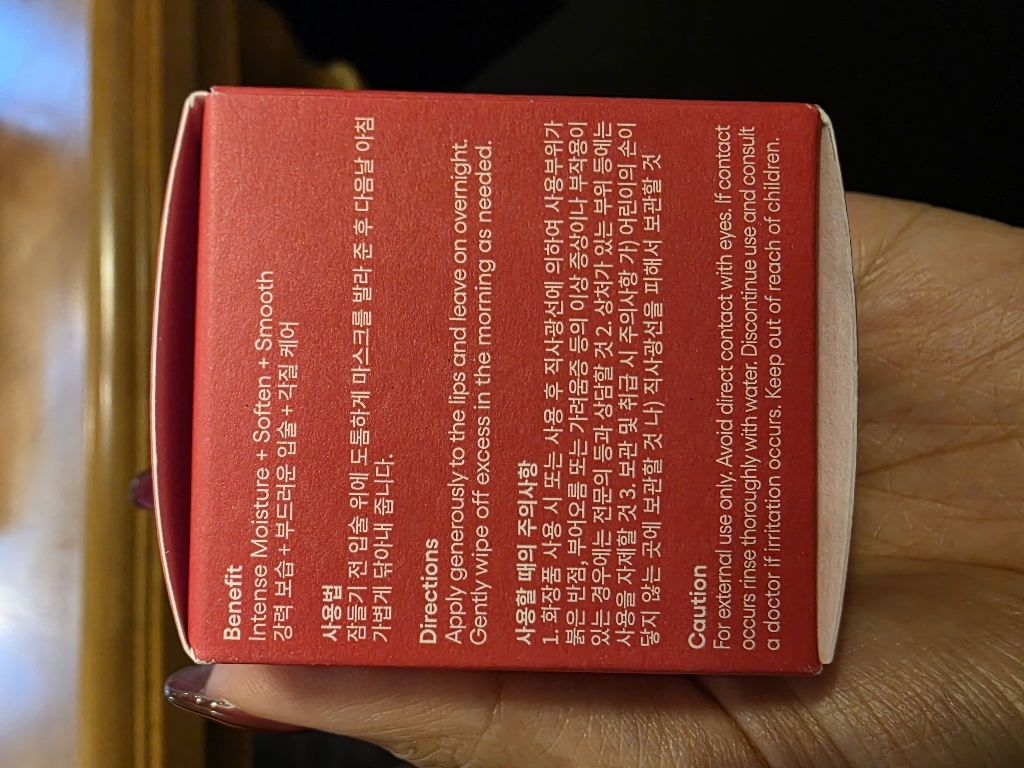 Benefit
Intense Moisture + Soften + Smooth
강력 보습 + 부드러운 입술 + 각질 케어
사용법
잠들기 전 입술 위에 도톰하게 마스크를 발라 준 후 다음날 아침
가볍게 닦아내 줍니다.
Directions
Apply generously to the lips and leave on overnight.
Gently wipe off excess in the morning as needed.
사용할 때의 주의사항
1. 화장품 사용 시 또는 사용 후 직사광선에 의하여 사용부위가
붉은 반점, 부어오름 또는 가려움증 등의 이상 증상이나 부작용이
있는 경우에는 전문의 등과 상담할 것 2. 상처가 있는 부위 등에는
사용을 자제할 것 3. 보관 및 취급 시 주의사항 가) 어린이의 손이
닿지 않는 곳에 보관할 것 나) 직사광선을 피해서 보관할 것
Caution
For external use only. Avoid direct contact with eyes. If contact
occurs rinse thoroughly with water. Discontinue use and consult
a doctor if irritation occurs. Keep out of reach of children.